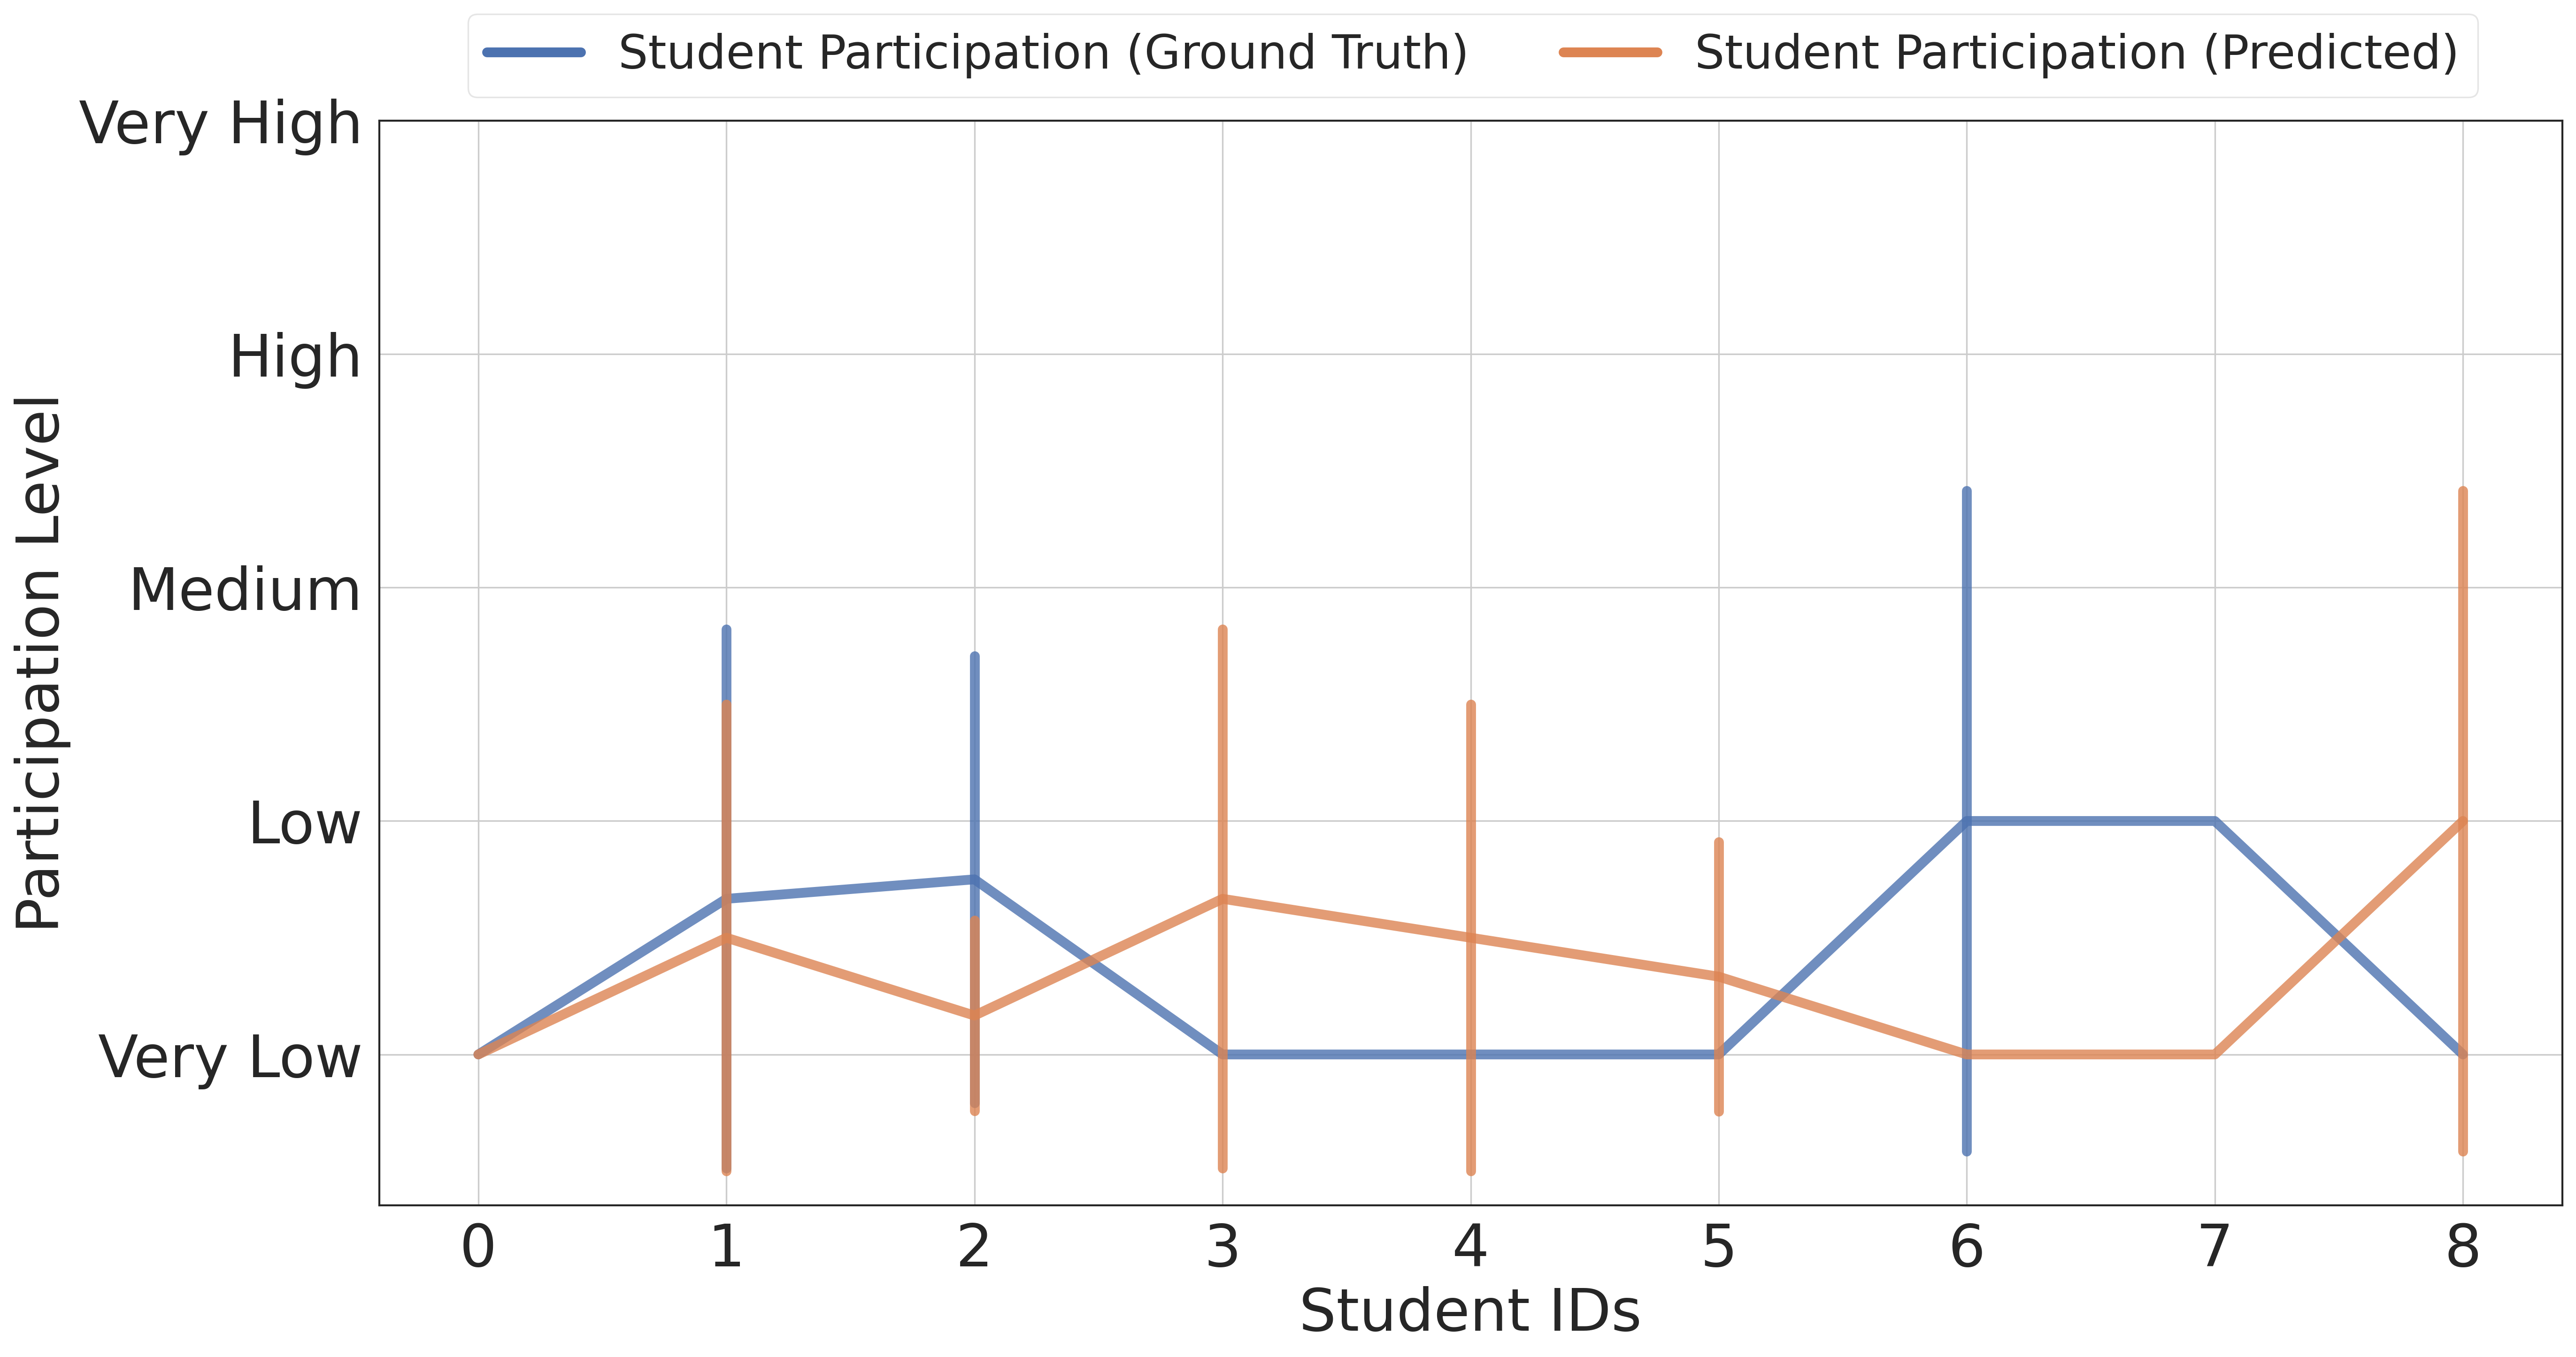 Student Participation (Ground Truth) Student Participation (Predicted)
Very High
High
Medium
Low
Very Low
Participation Level
0 1 2 3 4 5 6 7 8
Student IDs